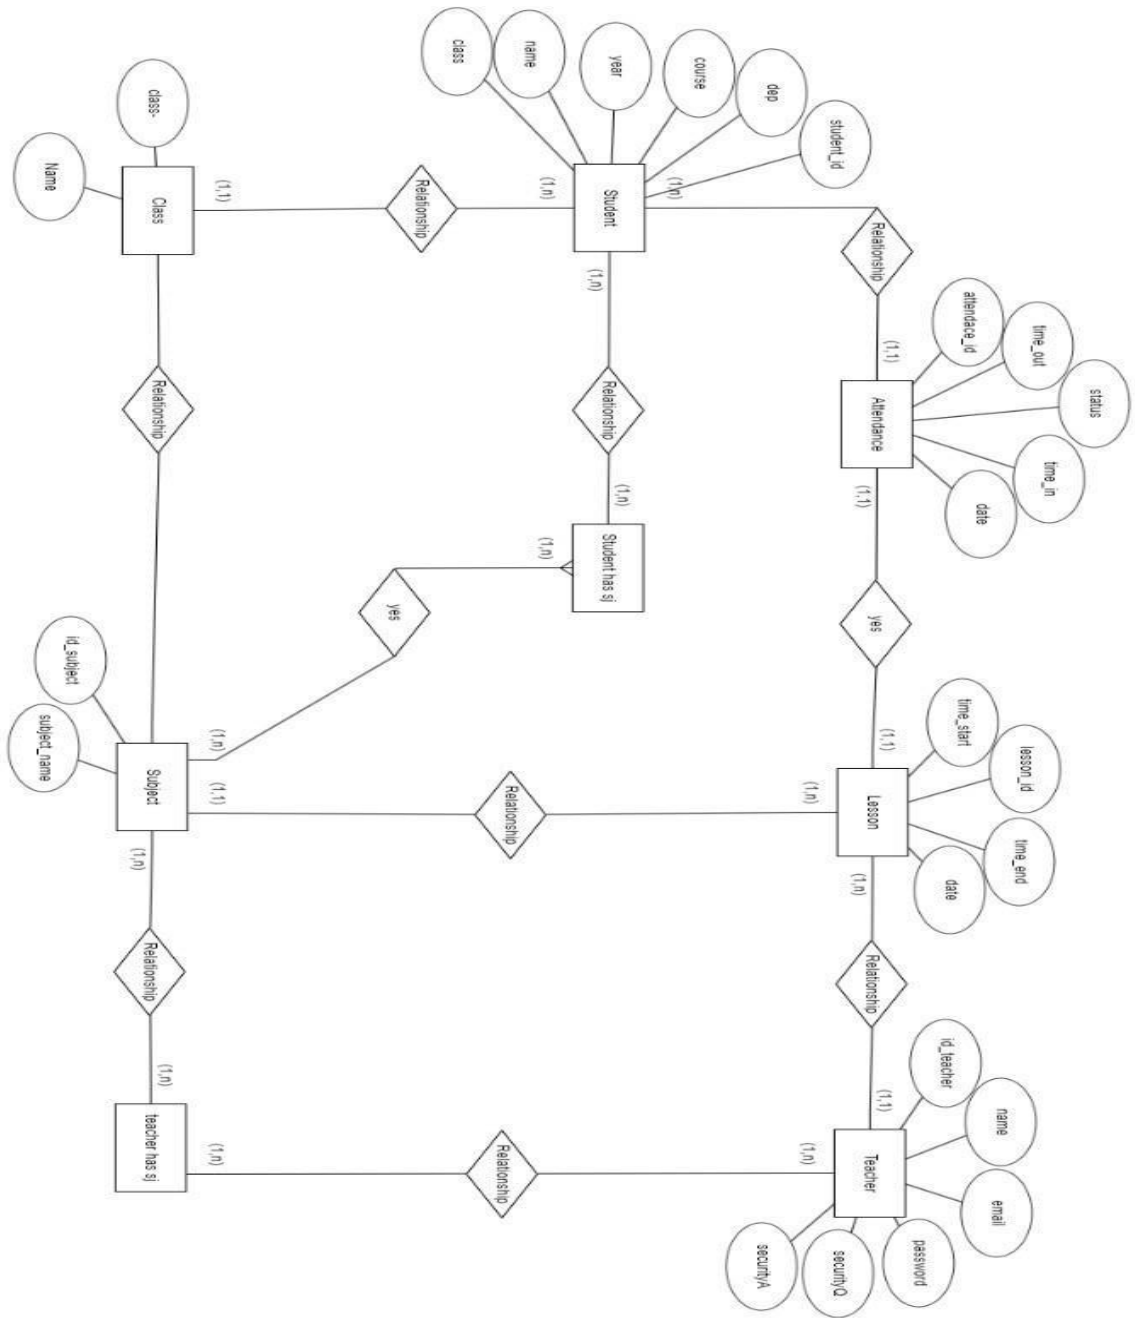 class
name
year
course
dep
student_id
class-
Name
Class
(1,1)
Relationship
(1,n)
Student
(1,n)
Relationship
(1,n)
attendace_id
time_out
status
time_in
date
(1,1)
Attendance
(1,1)
Relationship
Relationship
(1,n)
Student has sj
(1,n)
yes
yes
id_subject
subject_name
(1,n)
Subject
(1,1)
Relationship
(1,n)
(1,1)
time_start
lesson_id
time_end
date
Lesson
(1,n)
(1,n)
Relationship
Relationship
id_teacher
name
email
password
securityQ
securityA
(1,n)
teacher has sj
(1,n)
Relationship
(1,n)
Teacher
(1,1)